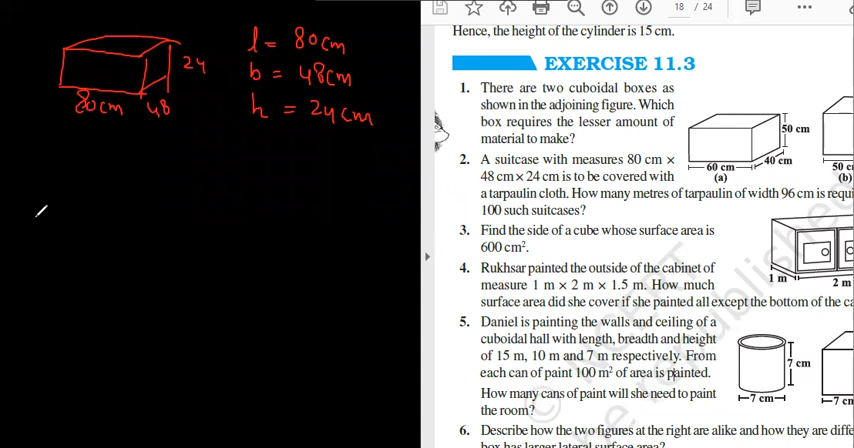 24
80cm 48
l = 80cm
b = 48cm
h = 24cm
18 / 24
Hence, the height of the cylinder is 15 cm.
EXERCISE 11.3
1. There are two cuboidal boxes as
shown in the adjoining figure. Which
box requires the lesser amount of
material to make?
50 cm
40 cm
60 cm
50 c
(a)
(b)
2. A suitcase with measures 80 cm ×
48 cm × 24 cm is to be covered with
a tarpaulin cloth. How many metres of tarpaulin of width 96 cm is requi
100 such suitcases?
3. Find the side of a cube whose surface area is
600 cm².
4. Rukhsar painted the outside of the cabinet of
measure 1 m × 2 m × 1.5 m. How much
surface area did she cover if she painted all except the bottom of the ca
1 m
2 m
5. Daniel is painting the walls and ceiling of a
cuboidal hall with length, breadth and height
of 15 m, 10 m and 7 m respectively. From
each can of paint 100 m² of area is painted.
How many cans of paint will she need to paint
the room?
7 cm
7 cm
7 cm
6. Describe how the two figures at the right are alike and how they are diffe
box has larger lateral surface area?
© NCERT
be republished